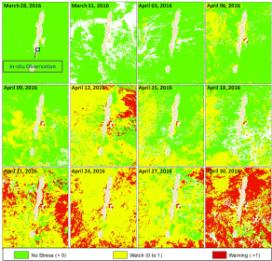 March 28, 2016
March 31, 2016
April 03, 2016
April 06, 2016
in-situ Observation
April 09, 2016
April 12, 2016
April 15, 2016
April 18, 2016
April 21, 2016
April 24, 2016
April 27, 2016
April 30, 2016
No Stress (< 0)
Watch (0 to 1)
Warning (> 1)